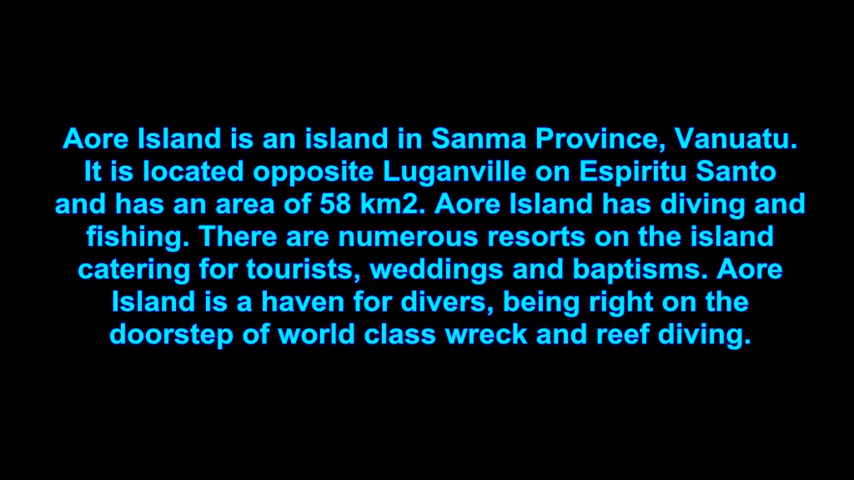 Aore Island is an island in Sanma Province, Vanuatu.
It is located opposite Luganville on Espiritu Santo
and has an area of 58 km2. Aore Island has diving and
fishing. There are numerous resorts on the island
catering for tourists, weddings and baptisms. Aore
Island is a haven for divers, being right on the
doorstep of world class wreck and reef diving.